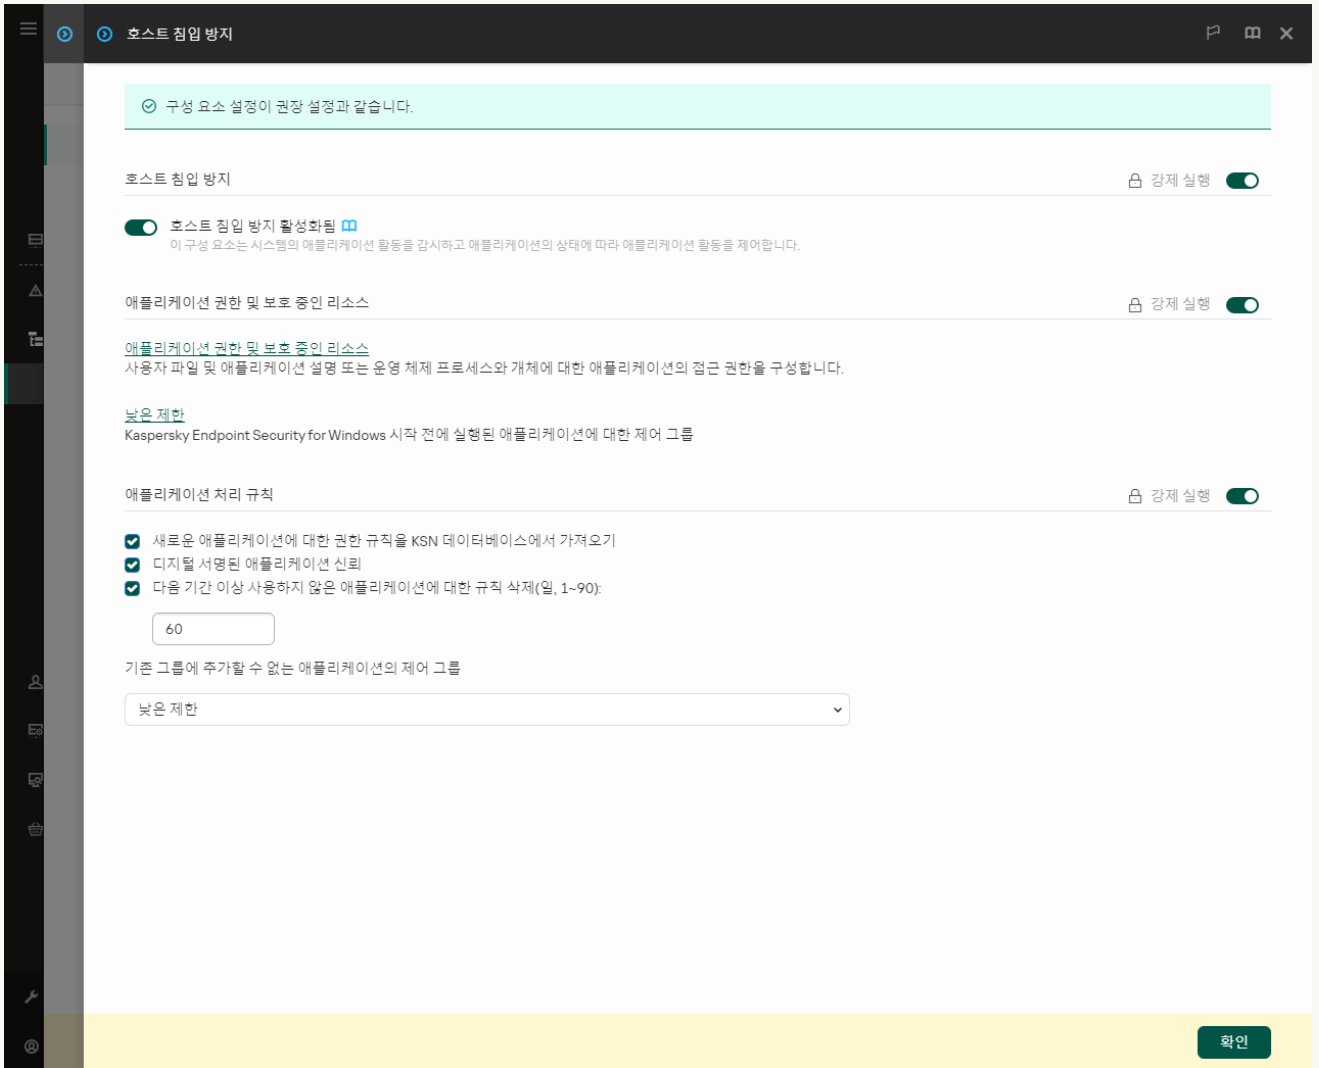 호스트 침입 방지
구성 요소 설정이 권장 설정과 같습니다.
호스트 침입 방지
강제 실행
호스트 침입 방지 활성화됨
이 구성 요소는 시스템의 애플리케이션 활동을 감시하고 애플리케이션의 상태에 따라 애플리케이션 활동을 제어합니다.
애플리케이션 권한 및 보호 중인 리소스
강제 실행
애플리케이션 권한 및 보호 중인 리소스
사용자 파일 및 애플리케이션 설명 또는 운영 체제 프로세스와 개체에 대한 애플리케이션의 접근 권한을 구성합니다.
낮은 제한
Kaspersky Endpoint Security for Windows 시작 전에 실행된 애플리케이션에 대한 제어 그룹
애플리케이션 처리 규칙
강제 실행
새로운 애플리케이션에 대한 권한 규칙을 KSN 데이터베이스에서 가져오기
디지털 서명된 애플리케이션 신뢰
다음 기간 이상 사용하지 않은 애플리케이션에 대한 규칙 삭제(일, 1~90):
60
기존 그룹에 추가할 수 없는 애플리케이션의 제어 그룹
낮은 제한
확인